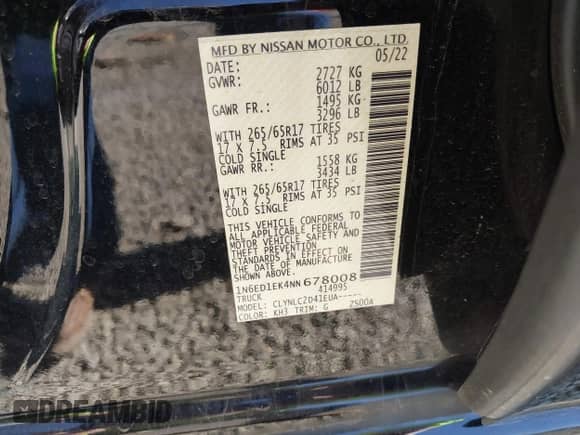 MFD BY NISSAN MOTOR CO., LTD.
DATE: 05/22
GVWR: 2727 KG
6012 LB
GAWR FR.: 1495 KG
3296 LB
WITH 265/65R17 TIRES
17 X 7.5 RIMS AT 35 PSI
COLD SINGLE
GAWR RR.: 1558 KG
3434 LB
WITH 265/65R17 TIRES
17 X 7.5 RIMS AT 35 PSI
COLD SINGLE
THIS VEHICLE CONFORMS TO
ALL APPLICABLE FEDERAL
MOTOR VEHICLE SAFETY AND
THEFT PREVENTION STANDARDS
IN EFFECT ON THE DATE OF
MANUFACTURE SHOWN ABOVE.
1N6ED1EK4NN678008
TRUCK 414995
MODEL: CLYNLC2D41EUA-----
COLOR: KH3 TRIM: G 25D0A
DREAMBID